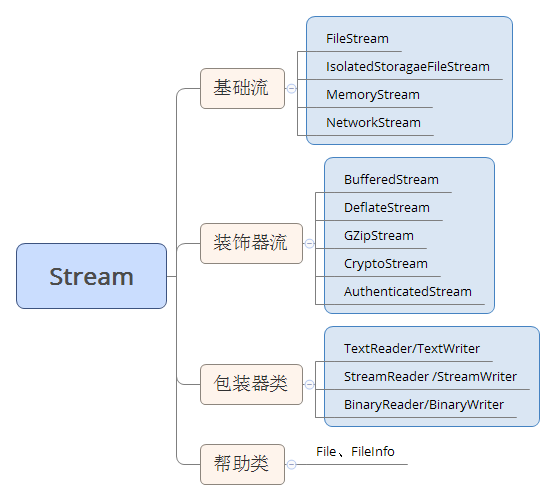 Stream
基础流
FileStream
IsolatedStoragaeFileStream
MemoryStream
NetworkStream
装饰器流
BufferedStream
DeflateStream
GZipStream
CryptoStream
AuthenticatedStream
包装器类
TextReader/TextWriter
StreamReader /StreamWriter
BinaryReader/BinaryWriter
帮助类
File、FileInfo